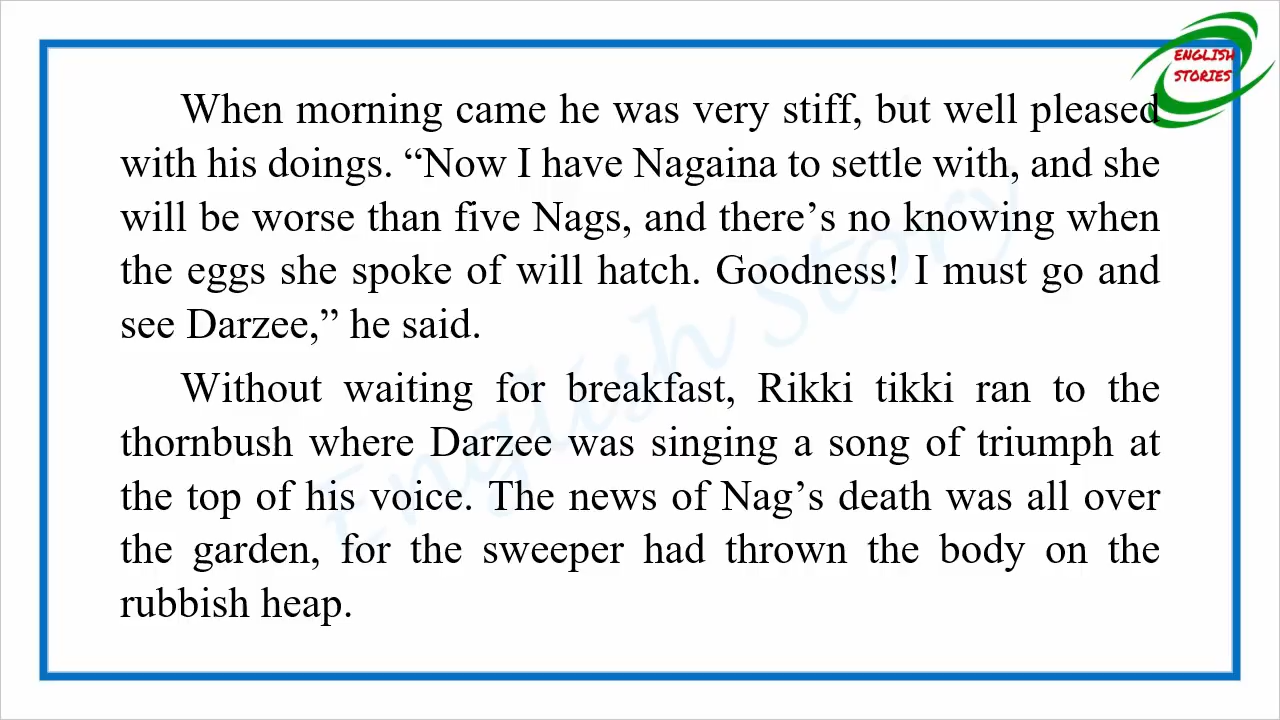 ENGLISH
STORIES
When morning came he was very stiff, but well pleased
with his doings. “Now I have Nagaina to settle with, and she
will be worse than five Nags, and there’s no knowing when
the eggs she spoke of will hatch. Goodness! I must go and
see Darzee,” he said.
Without waiting for breakfast, Rikki tikki ran to the
thornbush where Darzee was singing a song of triumph at
the top of his voice. The news of Nag’s death was all over
the garden, for the sweeper had thrown the body on the
rubbish heap.
English Story